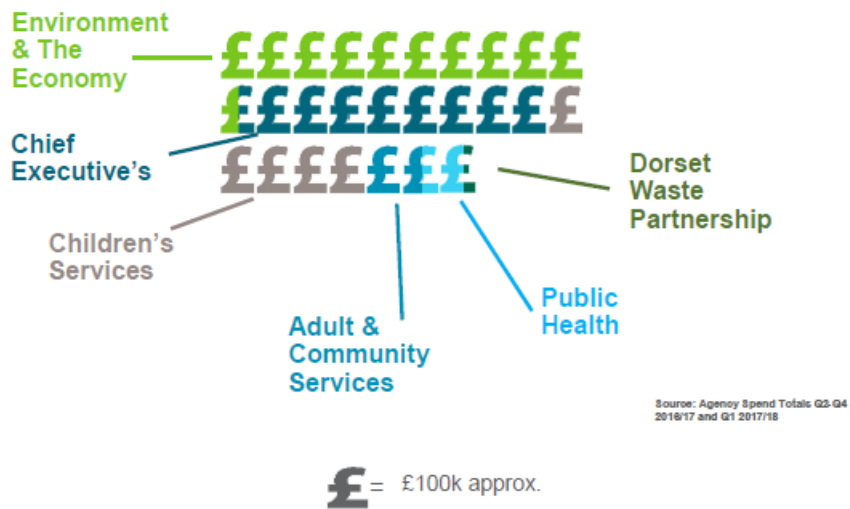 Environment
& The
Economy
£££££££££
£
£
£
£
£££££££££
Chief
Executive's
£££££££
Dorset
Waste
Partnership
Children's
Services
Public
Health
Adult &
Community
Services
Source: Agency Spend Totals Q2-Q4
2016/17 and Q1 2017/18
£= £100k approx.